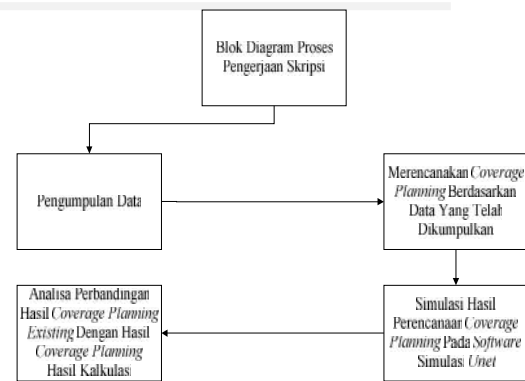 Blok Diagram Proses
Pengerjaan Skripsi
Pengumpulan Data
Merencanakan Coverage
Planning Berdasarkan
Data Yang Telah
Dikumpulkan
Simulasi Hasil
Perencanaan Coverage
Planning Pada Software
Simulasi Unet
Analisa Perbandingan
Hasil Coverage Planning
Existing Dengan Hasil
Coverage Planning
Hasil Kalkulasi